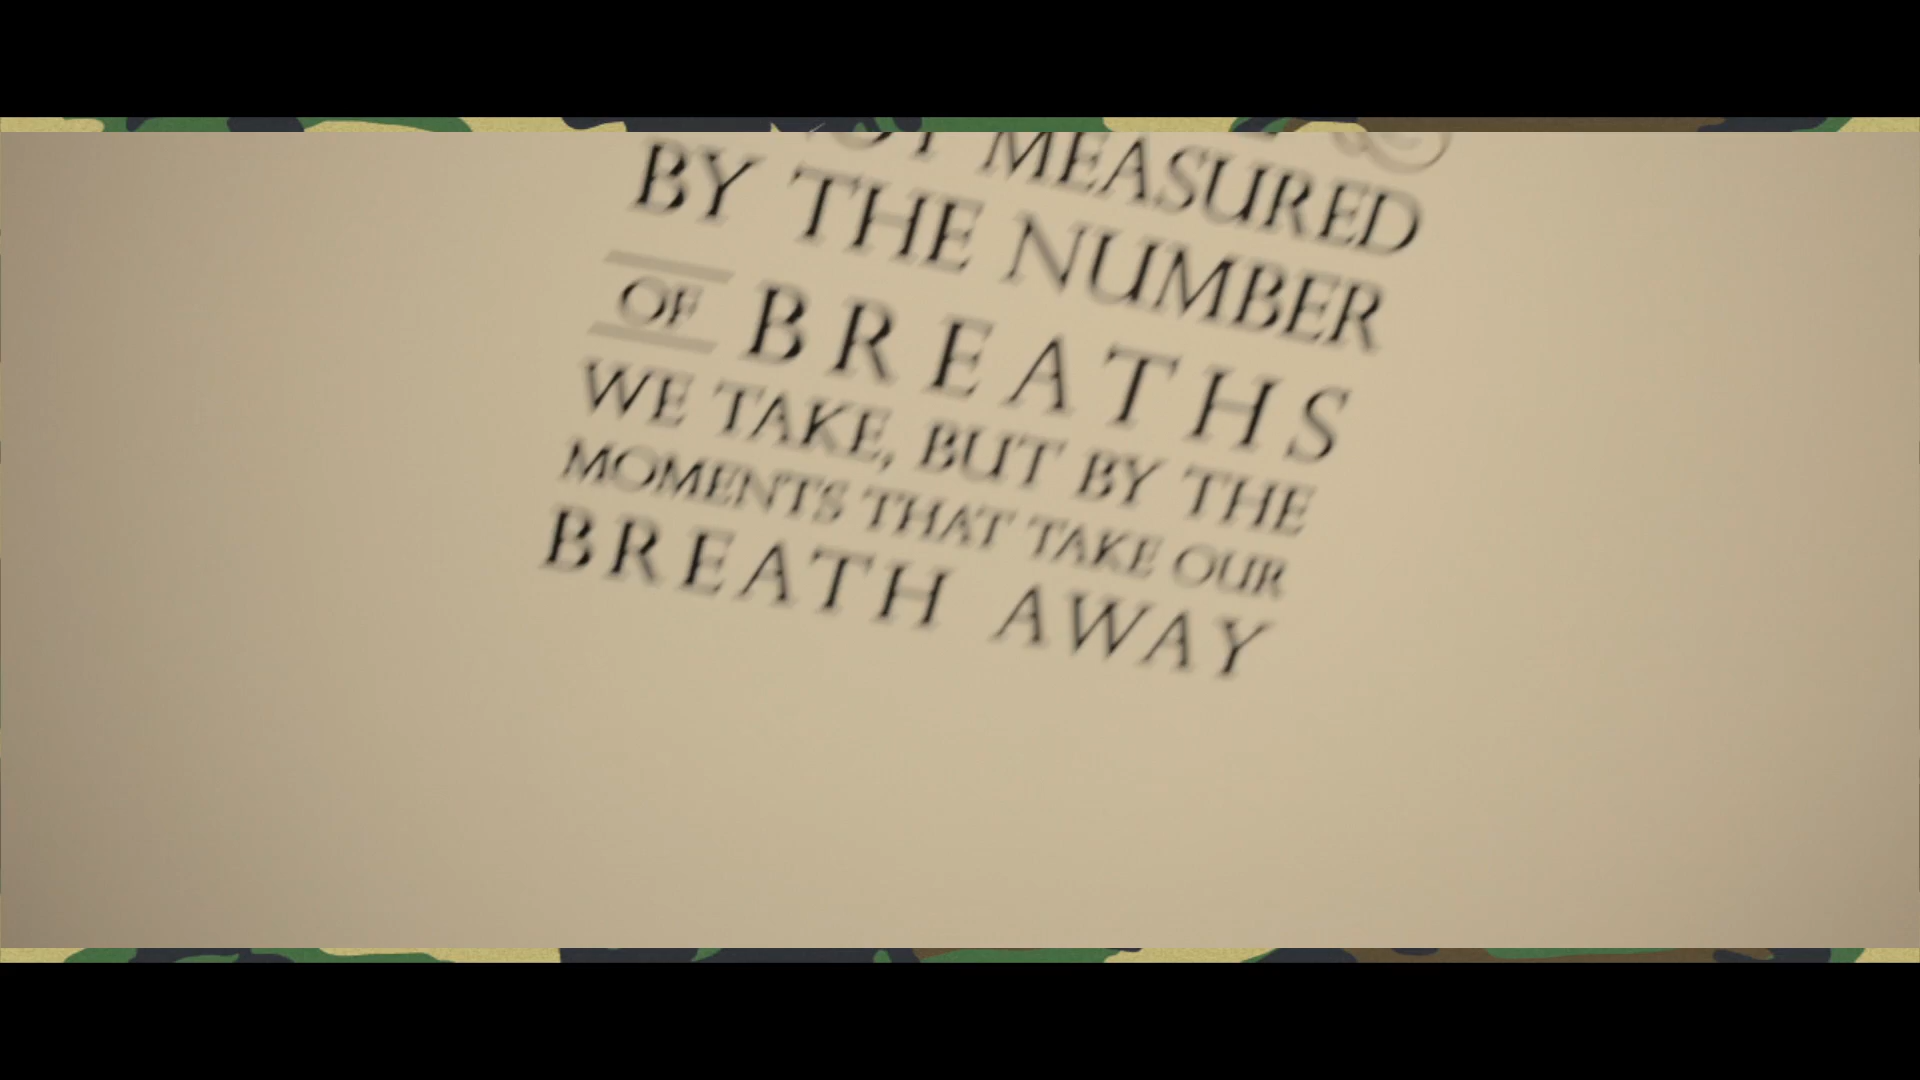 MEASURED
BY THE NUMBER
OF BREATHS
WE TAKE, BUT BY THE
MOMENTS THAT TAKE OUR
BREATH AWAY